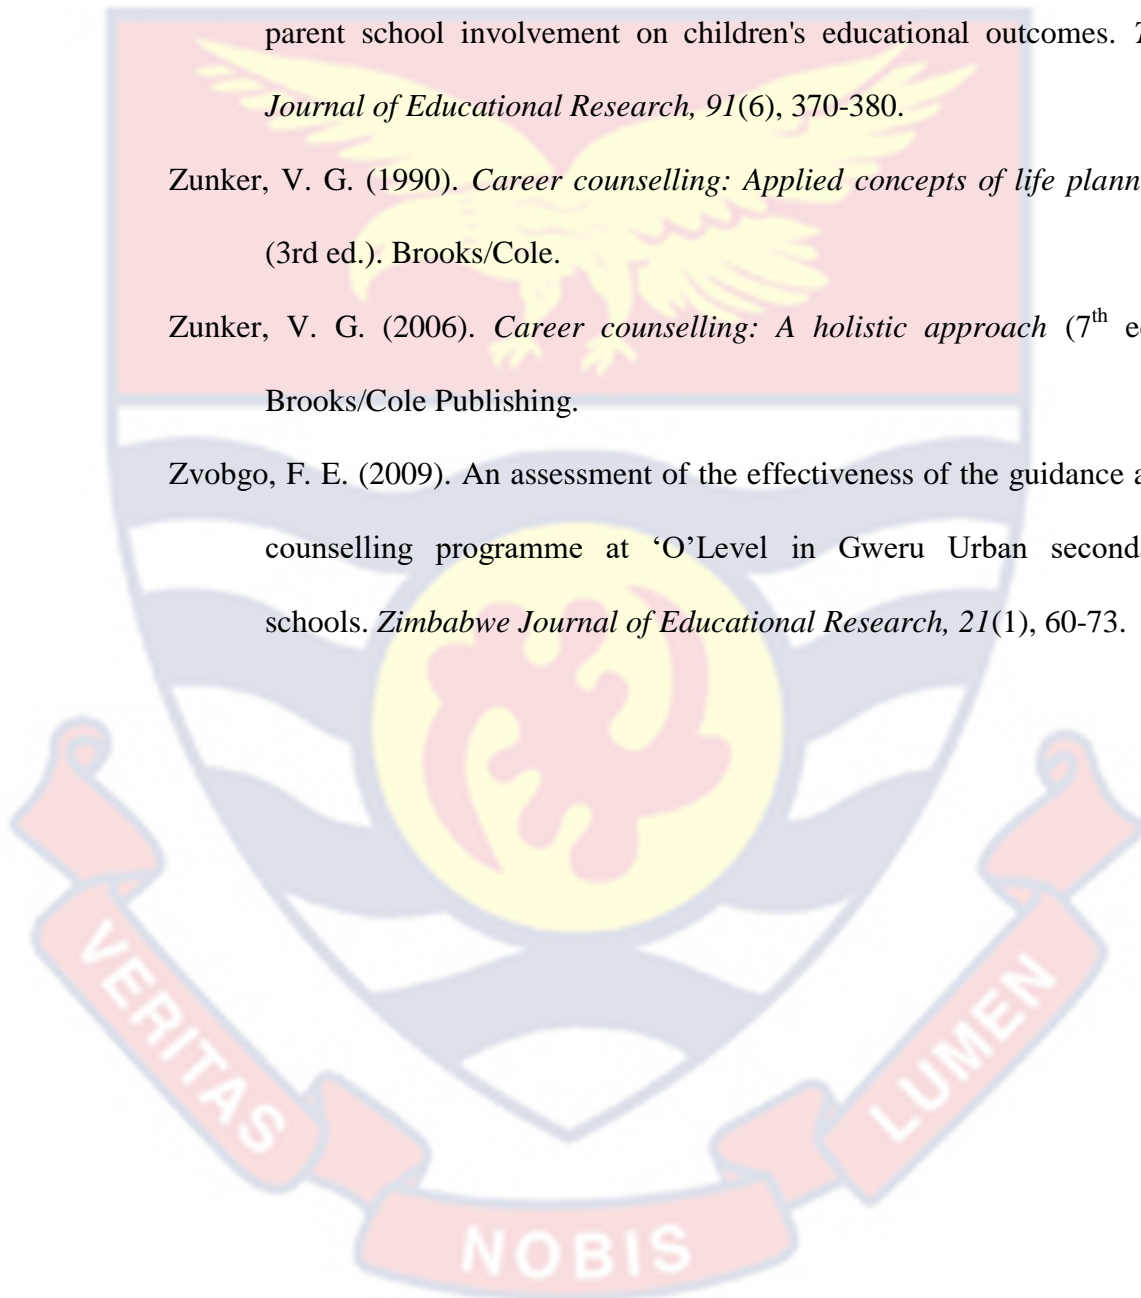 parent school involvement on children's educational outcomes.
Journal of Educational Research, 91(6), 370-380.
Zunker, V. G. (1990). Career counselling: Applied concepts of life
(3rd ed.). Brooks/Cole.
Zunker, V. G. (2006). Career counselling: A holistic approach (7th
Brooks/Cole Publishing.
Zvobgo, F. E. (2009). An assessment of the effectiveness of the guidance
counselling programme at ‘O’Level in Gweru Urban
schools. Zimbabwe Journal of Educational Research, 21(1), 60-73.
VERITAS
NOBIS
LUMEN